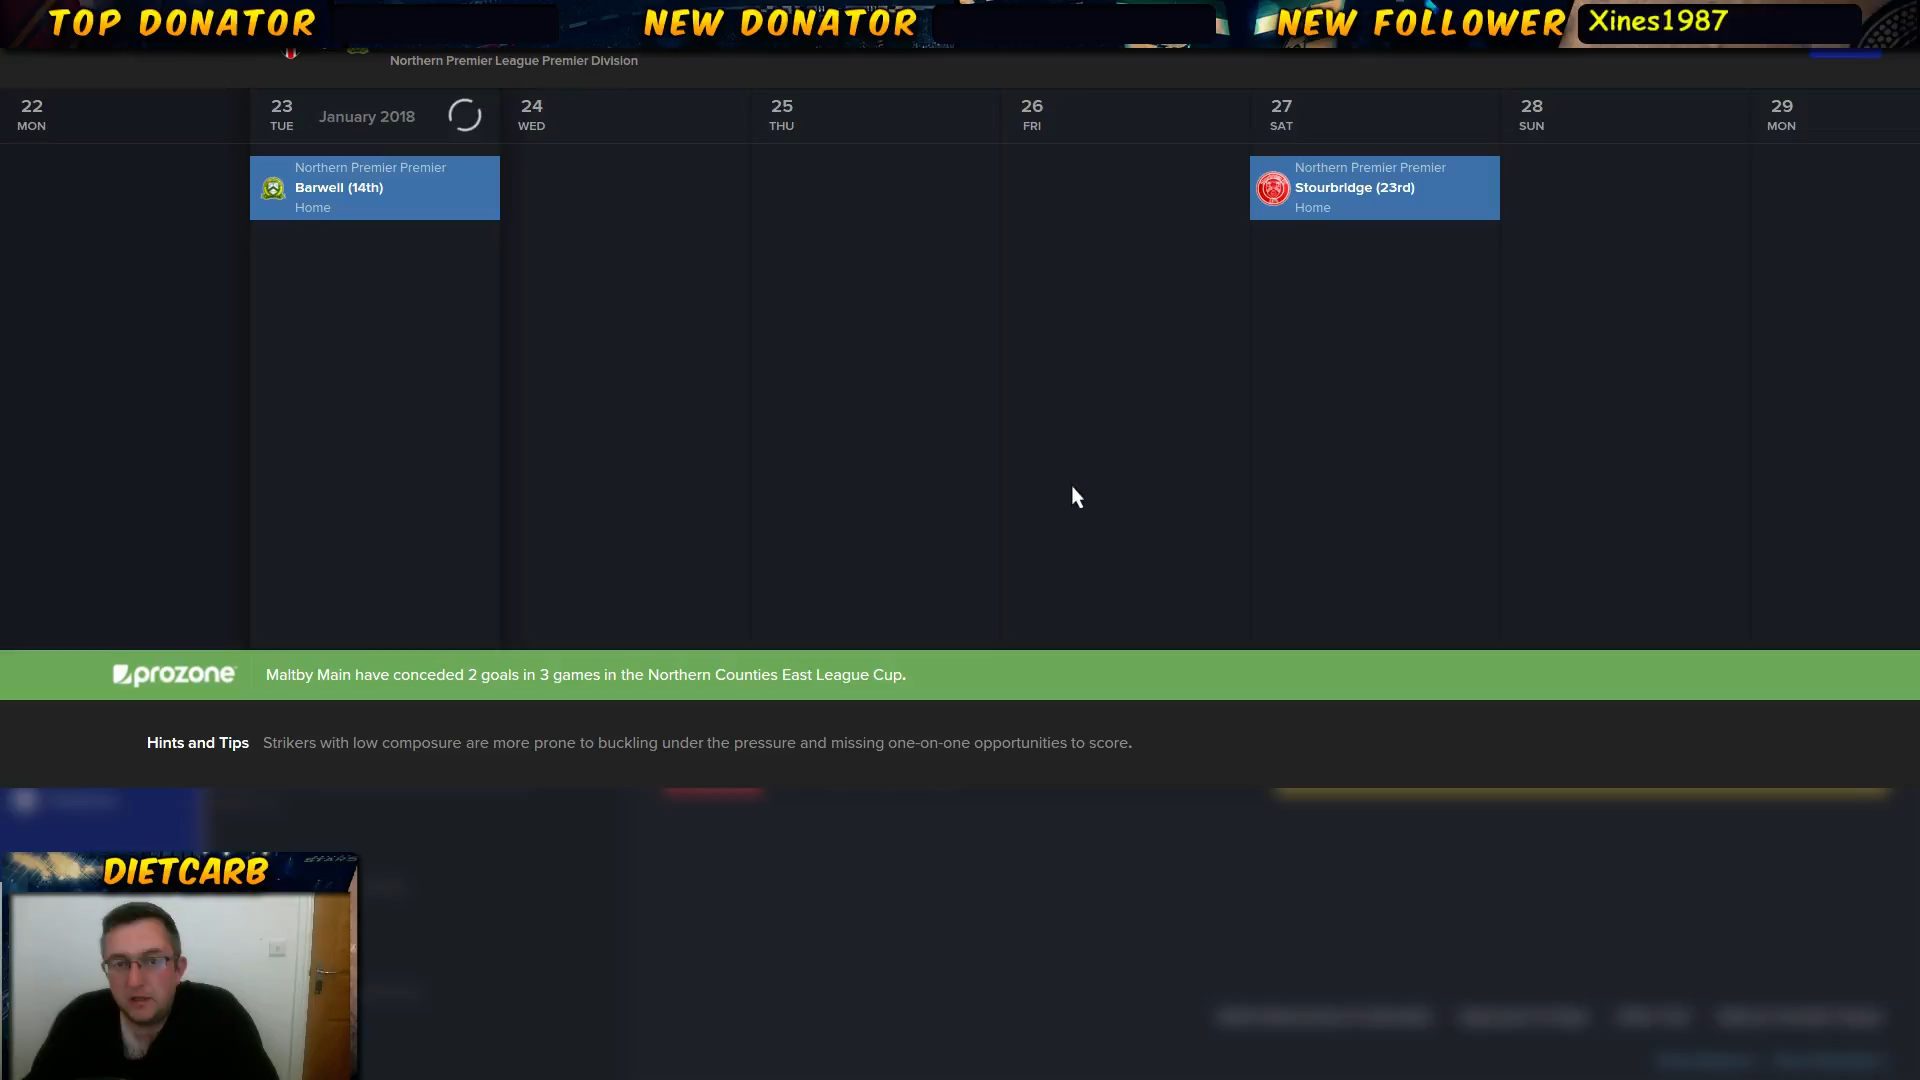 TOP DONATOR
NEW DONATOR
NEW FOLLOWER
Xines1987
Northern Premier League Premier Division
22
MON
23
TUE
January 2018
24
WED
25
THU
26
FRI
27
SAT
28
SUN
29
MON
Northern Premier Premier
Barwell (14th)
Home
Northern Premier Premier
Stourbridge (23rd)
Home
prozone
Maltby Main have conceded 2 goals in 3 games in the Northern Counties East League Cup.
Hints and Tips
Strikers with low composure are more prone to buckling under the pressure and missing one-on-one opportunities to score.
DIETCARB